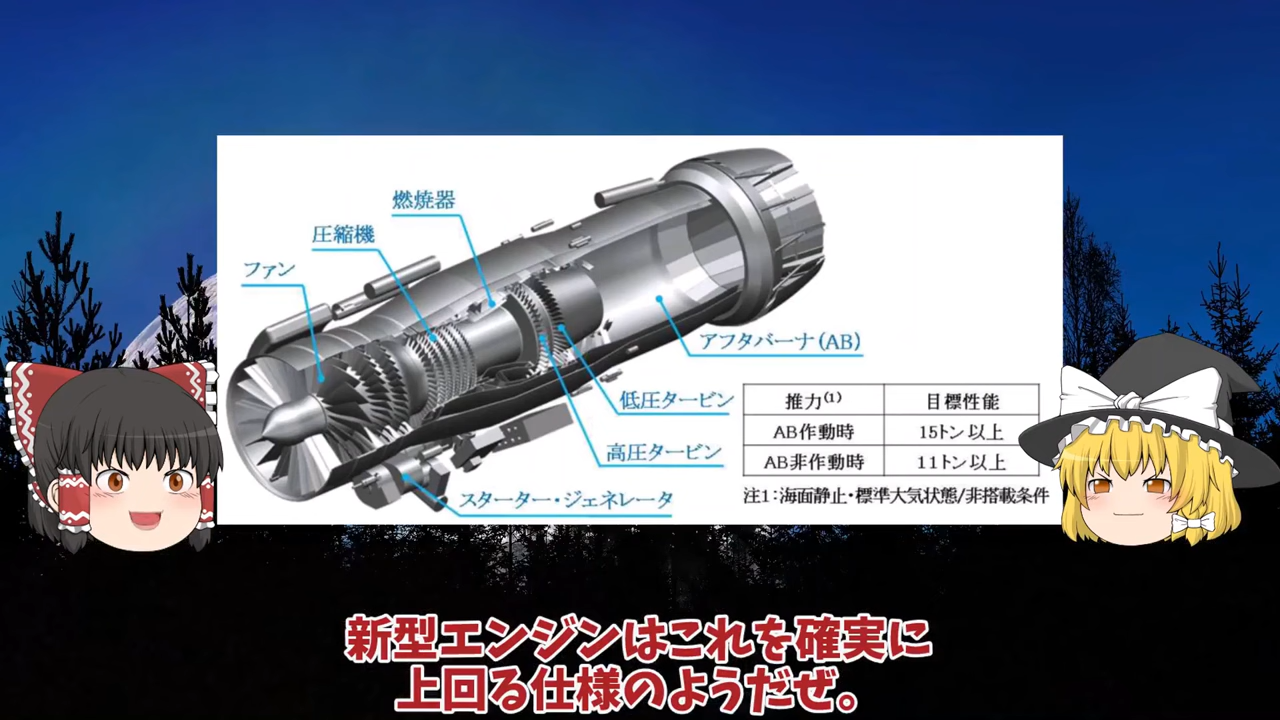 燃焼器
圧縮機
ファン
アフタバーナ(AB)
低圧タービン
高圧タービン
スターター・ジェネレータ
推力(1) 目標性能
AB作動時 15トン以上
AB非作動時 11トン以上
注1:海面静止・標準大気状態/非搭載条件
新型エンジンはこれを確実に
上回る仕様のようだぜ。